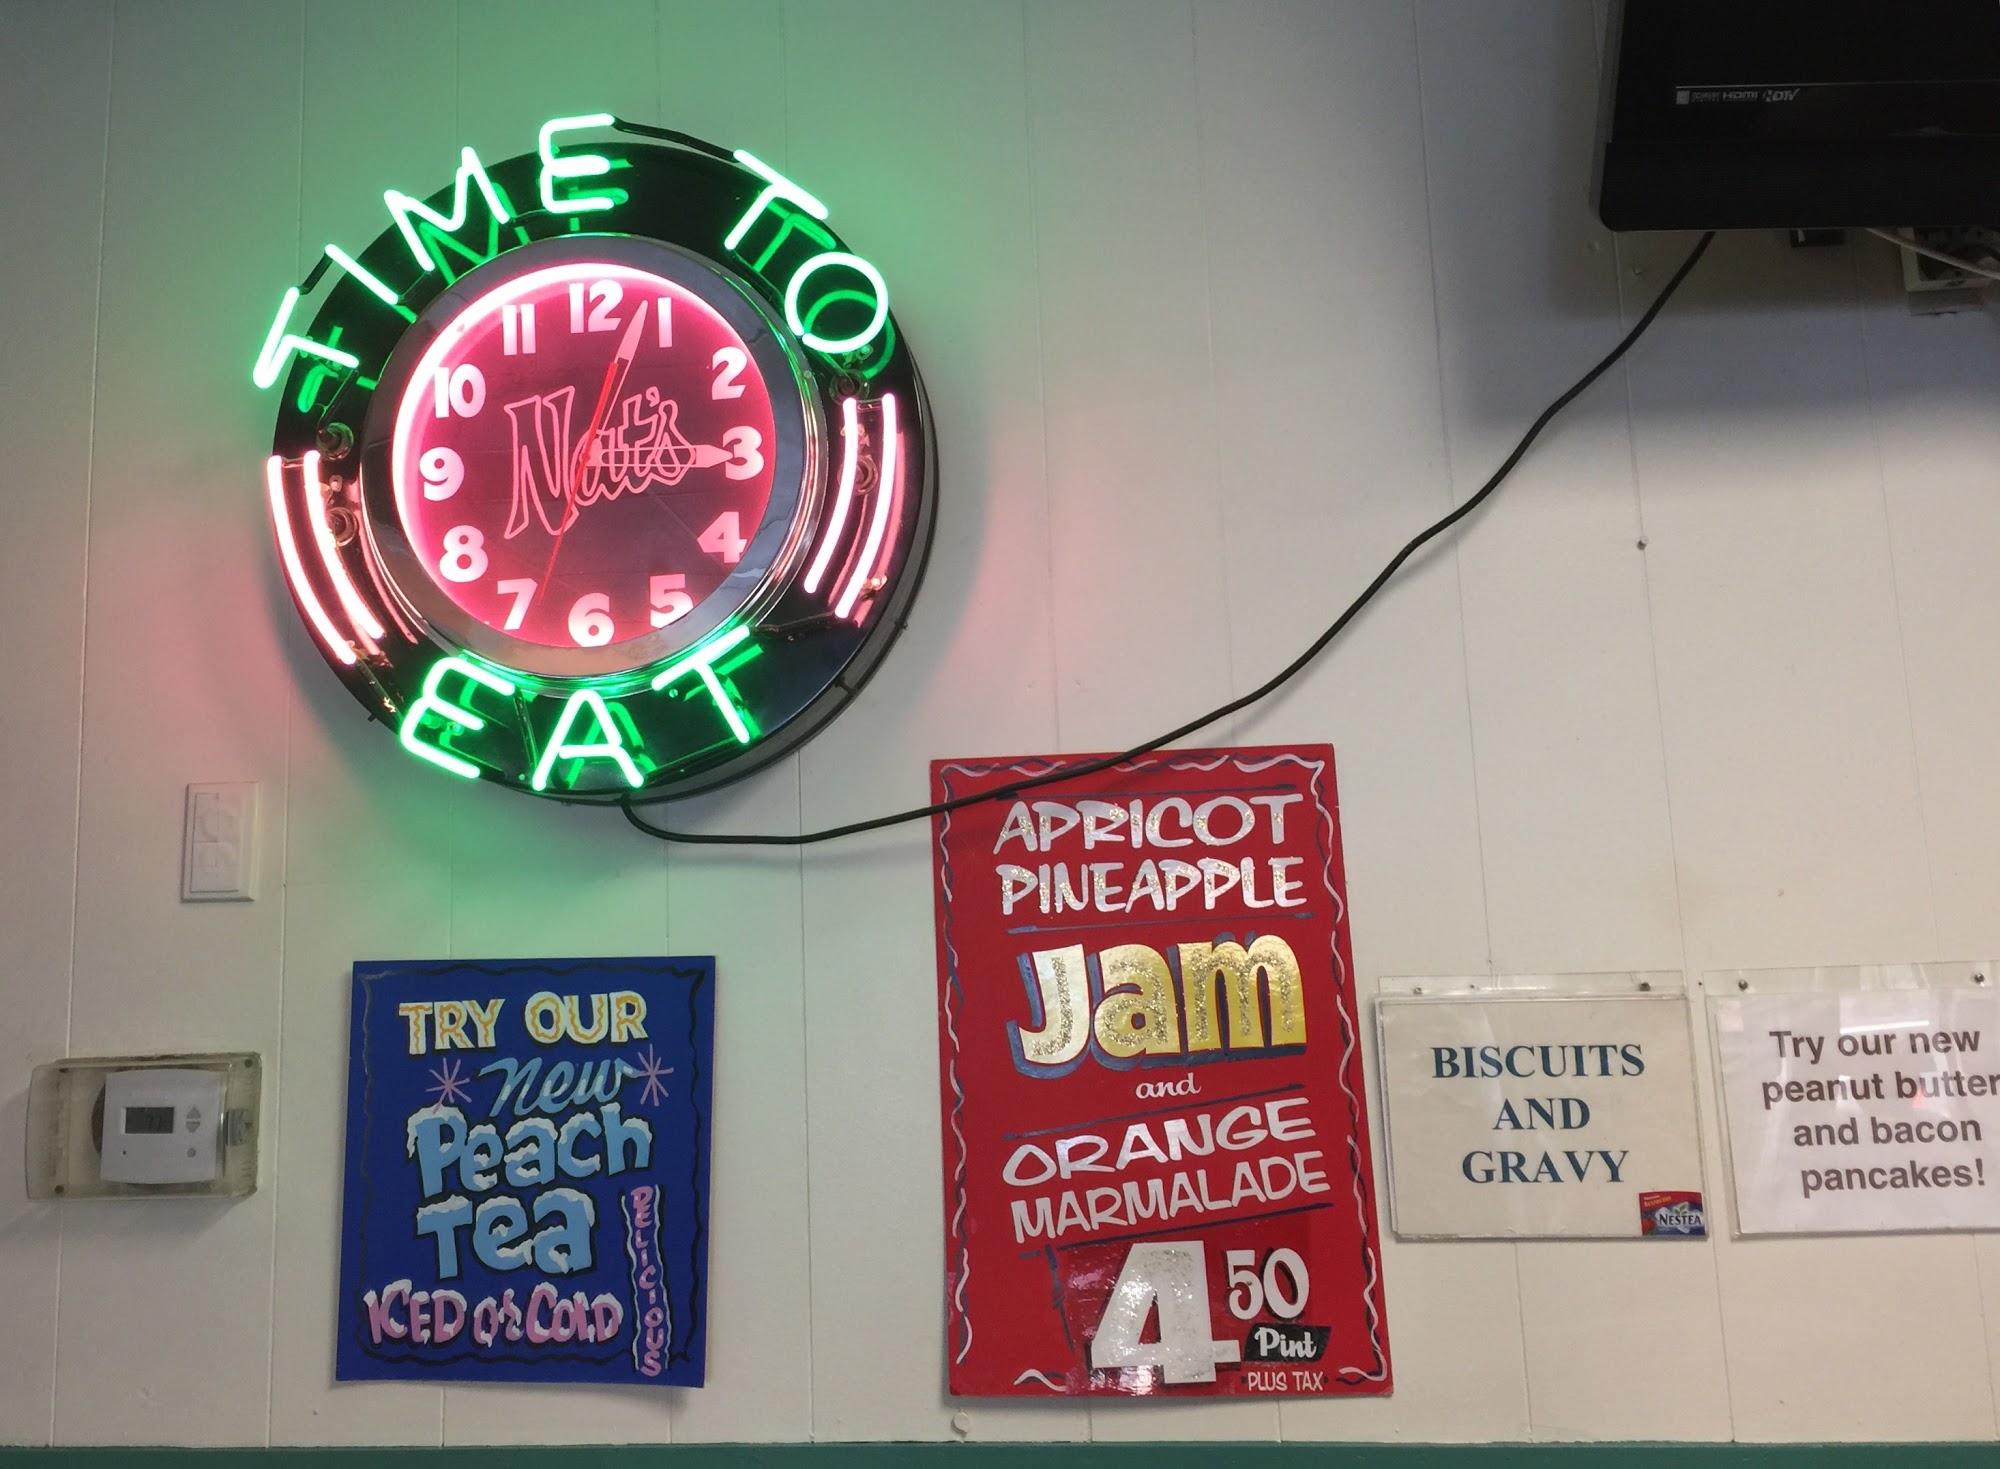 TIME TO
12
1
2
3
4
5
6
7
8
9
10
11
Nat's
EAT
HDMI HDTV
TRY OUR
New
Peach
Tea
ICED or COLD
DELICIOUS
APRICOT
PINEAPPLE
Jam
and
ORANGE
MARMALADE
4 50
Pint
PLUS TAX
BISCUITS
AND
GRAVY
NESTEA
Try our new
peanut butter
and bacon
pancakes!